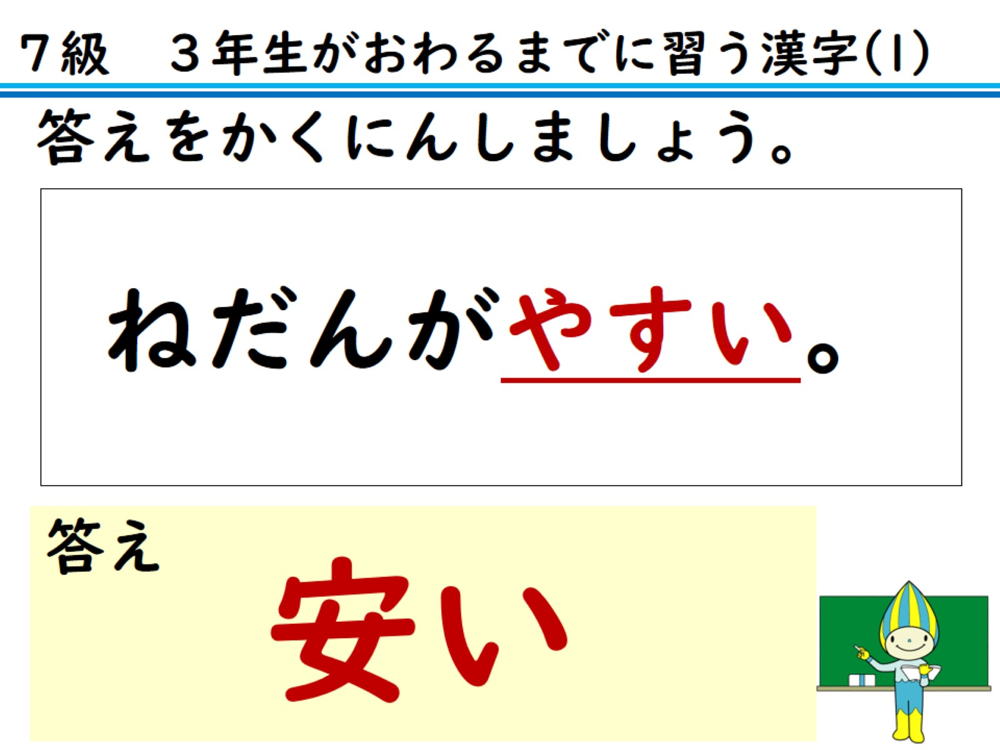 ７級　３年生がおわるまでに習う漢字(1)
答えをかくにんしましょう。
ねだんがやすい。
答え
安い